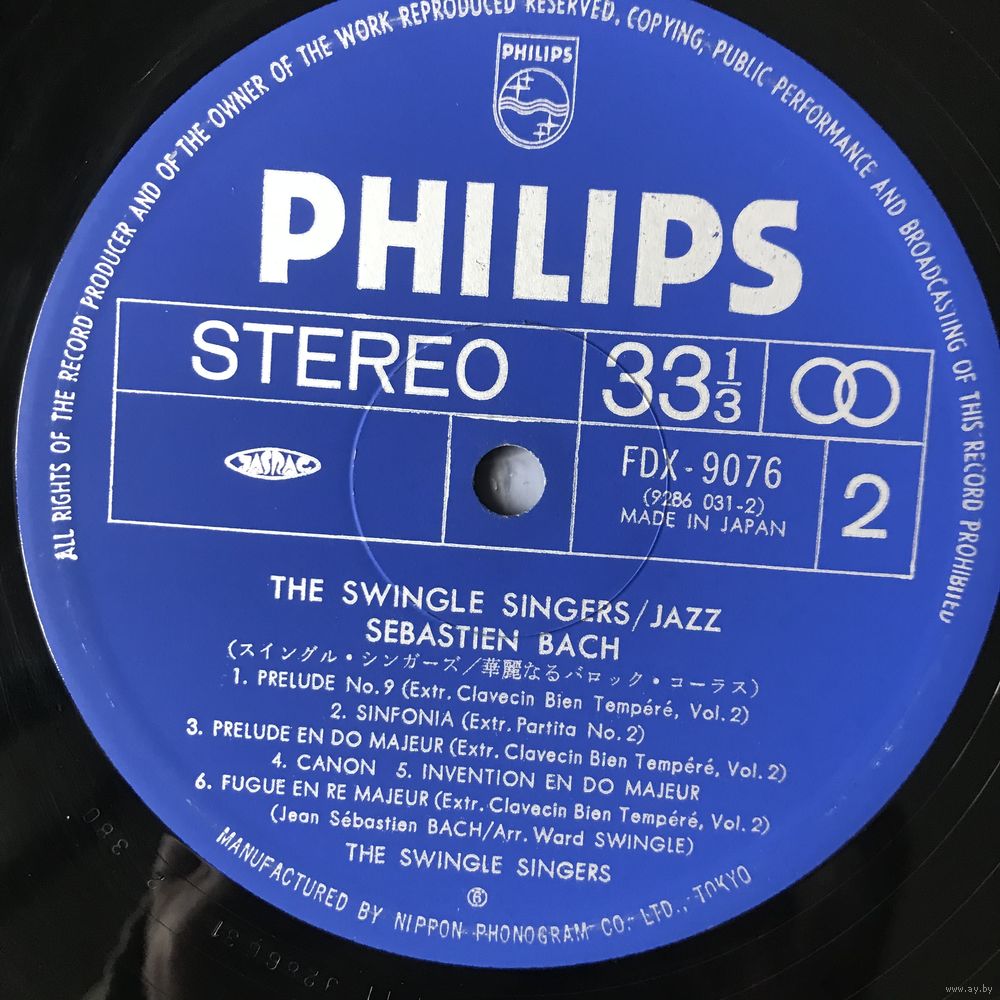 ALL RIGHTS OF THE RECORD PRODUCER AND OF THE OWNER OF THE WORK REPRODUCED RESERVED. COPYING, PUBLIC PERFORMANCE AND BROADCASTING OF THIS RECORD PROHIBITED
PHILIPS
PHILIPS
STEREO 33 1/3
JASRAC FDX-9076 2
(9286 031-2)
MADE IN JAPAN
THE SWINGLE SINGERS/JAZZ
SEBASTIEN BACH
(スイングル・シンガーズ/華麗なるバロック・コーラス)
1. PRELUDE No.9 (Extr. Clavecin Bien Tempéré, Vol.2)
2. SINFONIA (Extr. Partita No.2)
3. PRELUDE EN DO MAJEUR (Extr. Clavecin Bien Tempéré, Vol.2)
4. CANON 5. INVENTION EN DO MAJEUR
6. FUGUE EN RE MAJEUR (Extr. Clavecin Bien Tempéré, Vol.2)
(Jean Sébastien BACH/Arr. Ward SWINGLE)
THE SWINGLE SINGERS
MANUFACTURED BY NIPPON PHONOGRAM CO. LTD., TOKYO
380
www.ay.by